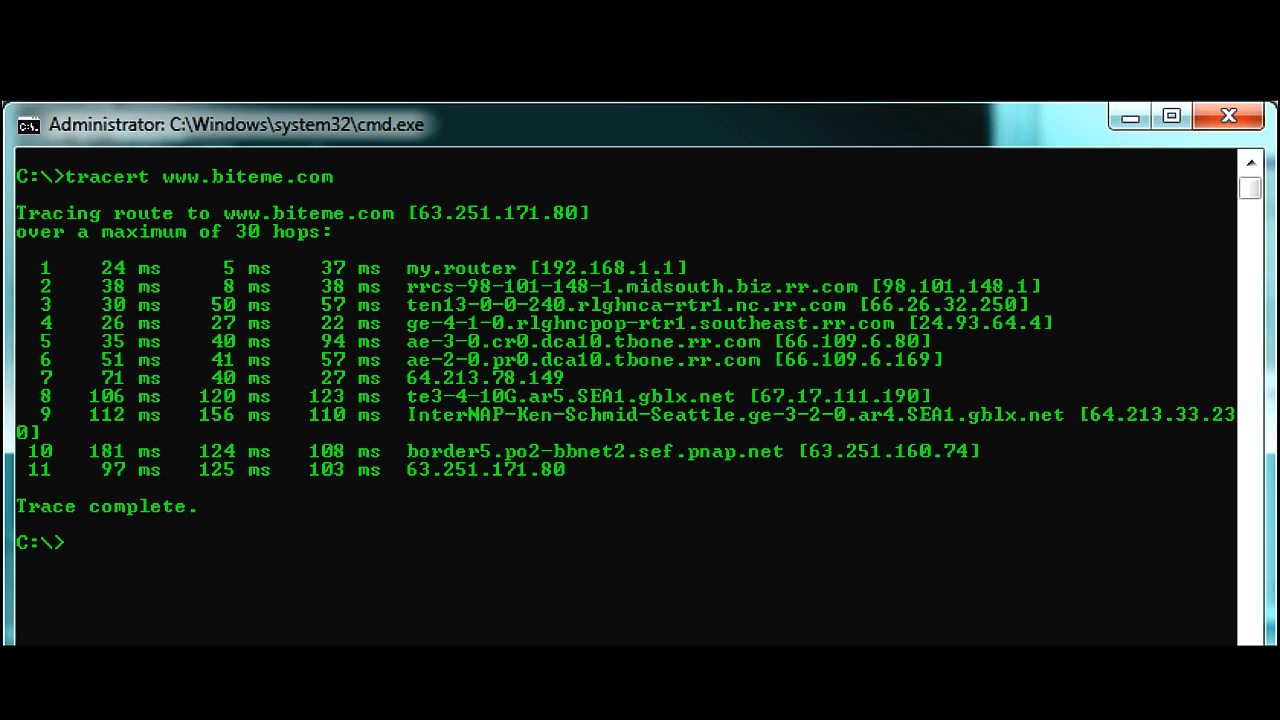 Administrator: C:\Windows\system32\cmd.exe
C:\>tracert www.biteme.com
Tracing route to www.biteme.com [63.251.171.80]
over a maximum of 30 hops:
1 24 ms 5 ms 37 ms my.router [192.168.1.1]
2 38 ms 8 ms 38 ms rrcs-98-101-148-1.midsouth.biz.rr.com [98.101.148.1]
3 30 ms 50 ms 57 ms ten13-0-0-240.rlghnca-rtr1.nc.rr.com [66.26.32.250]
4 26 ms 27 ms 22 ms ge-4-1-0.rlghncpop-rtr1.southeast.rr.com [24.93.64.4]
5 35 ms 40 ms 94 ms ae-3-0.cr0.dca10.tbone.rr.com [66.109.6.80]
6 51 ms 41 ms 57 ms ae-2-0.pr0.dca10.tbone.rr.com [66.109.6.169]
7 71 ms 40 ms 27 ms 64.213.78.149
8 106 ms 120 ms 123 ms te3-4-10G.ar5.SEA1.gblx.net [67.17.111.190]
9 112 ms 156 ms 110 ms InterNAP-Ken-Schmid-Seattle.ge-3-2-0.ar4.SEA1.gblx.net [64.213.33.23
0]
10 181 ms 124 ms 108 ms border5.po2-bbnet2.sef.pnap.net [63.251.160.74]
11 97 ms 125 ms 103 ms 63.251.171.80
Trace complete.
C:\>